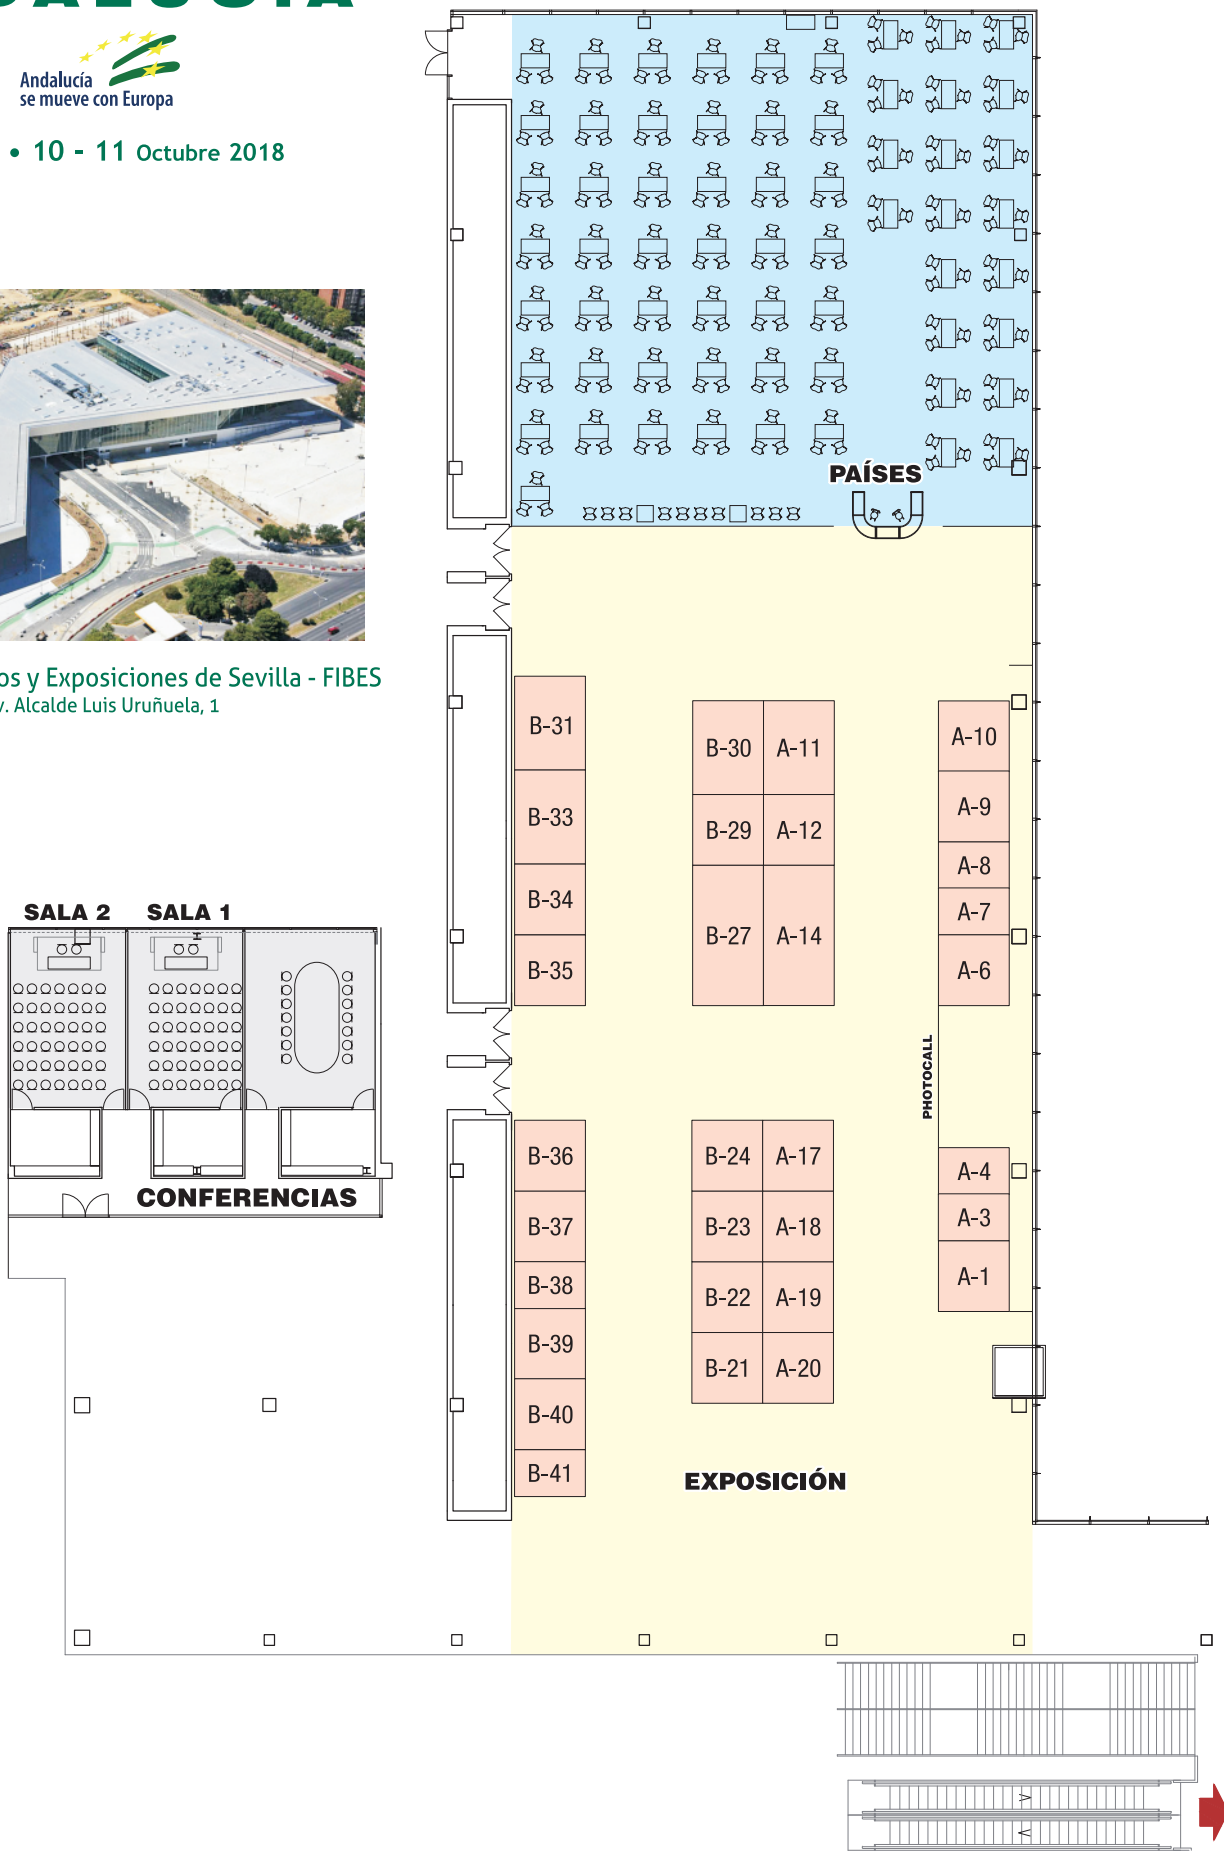 Andalucía
se mueve con Europa
• 10 - 11 Octubre 2018
y Exposiciones de Sevilla - FIBES
Alcalde Luis Uruñuela, 1
PAÍSES
B-31
B-33
B-34
B-35
B-30 A-11
B-29 A-12
B-27 A-14
A-10
A-9
A-8
A-7
A-6
PHOTOCALL
SALA 2 SALA 1
CONFERENCIAS
B-36
B-37
B-38
B-39
B-40
B-41
B-24 A-17
B-23 A-18
B-22 A-19
B-21 A-20
A-4
A-3
A-1
EXPOSICIÓN